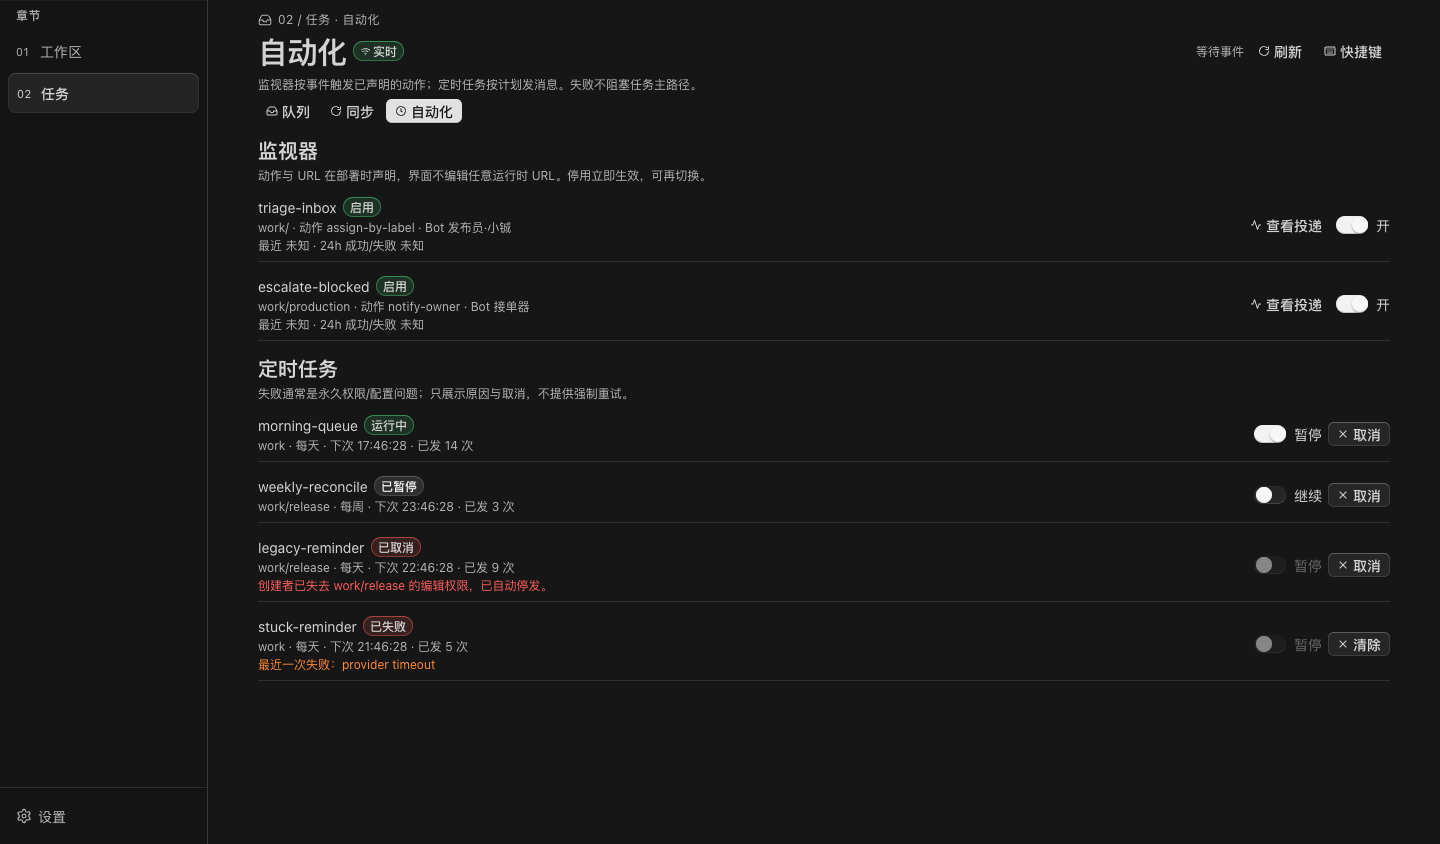 章节
01 工作区
02 任务
设置
02 / 任务 · 自动化
自动化 实时
等待事件 刷新 快捷键
监视器按事件触发已声明的动作；定时任务按计划发消息。失败不阻塞任务主路径。
队列 同步 自动化
监视器
动作与 URL 在部署时声明，界面不编辑任意运行时 URL。停用立即生效，可再切换。
triage-inbox 启用
work/ · 动作 assign-by-label · Bot 发布员·小铖
最近 未知 · 24h 成功/失败 未知
查看投递 开
escalate-blocked 启用
work/production · 动作 notify-owner · Bot 接单器
最近 未知 · 24h 成功/失败 未知
查看投递 开
定时任务
失败通常是永久权限/配置问题；只展示原因与取消，不提供强制重试。
morning-queue 运行中
work · 每天 · 下次 17:46:28 · 已发 14 次
暂停 取消
weekly-reconcile 已暂停
work/release · 每周 · 下次 23:46:28 · 已发 3 次
继续 取消
legacy-reminder 已取消
work/release · 每天 · 下次 22:46:28 · 已发 9 次
创建者已失去 work/release 的编辑权限，已自动停发。
暂停 取消
stuck-reminder 已失败
work · 每天 · 下次 21:46:28 · 已发 5 次
最近一次失败：provider timeout
暂停 清除